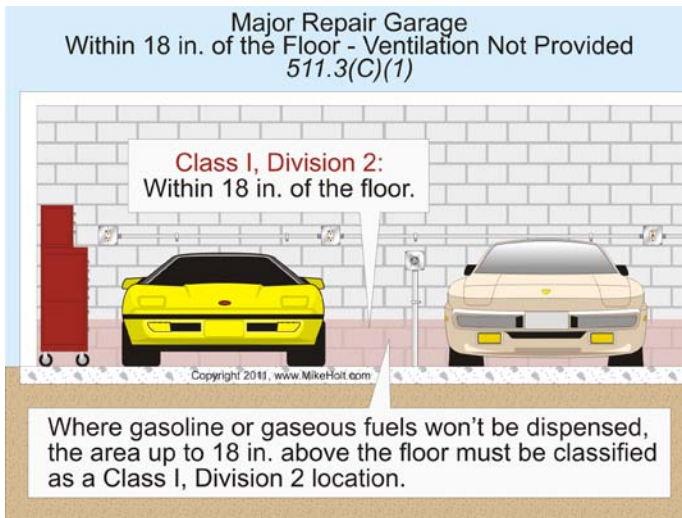 Major Repair Garage
Within 18 in. of the Floor - Ventilation Not Provided
511.3(C)(1)
Class I, Division 2:
Within 18 in. of the floor.
Copyright 2011, www.MikeHolt.com
Where gasoline or gaseous fuels won't be dispensed,
the area up to 18 in. above the floor must be classified
as a Class I, Division 2 location.